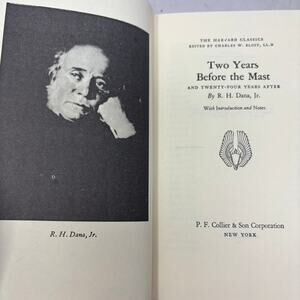 THE HARVARD CLASSICS
EDITED BY CHARLES W. ELIOT, LL.D
Two Years
Before the Mast
AND TWENTY-FOUR YEARS AFTER
By R. H. Dana, Jr.
With Introduction and Notes
P. F. Collier & Son Corporation
NEW YORK
R. H. Dana, Jr.